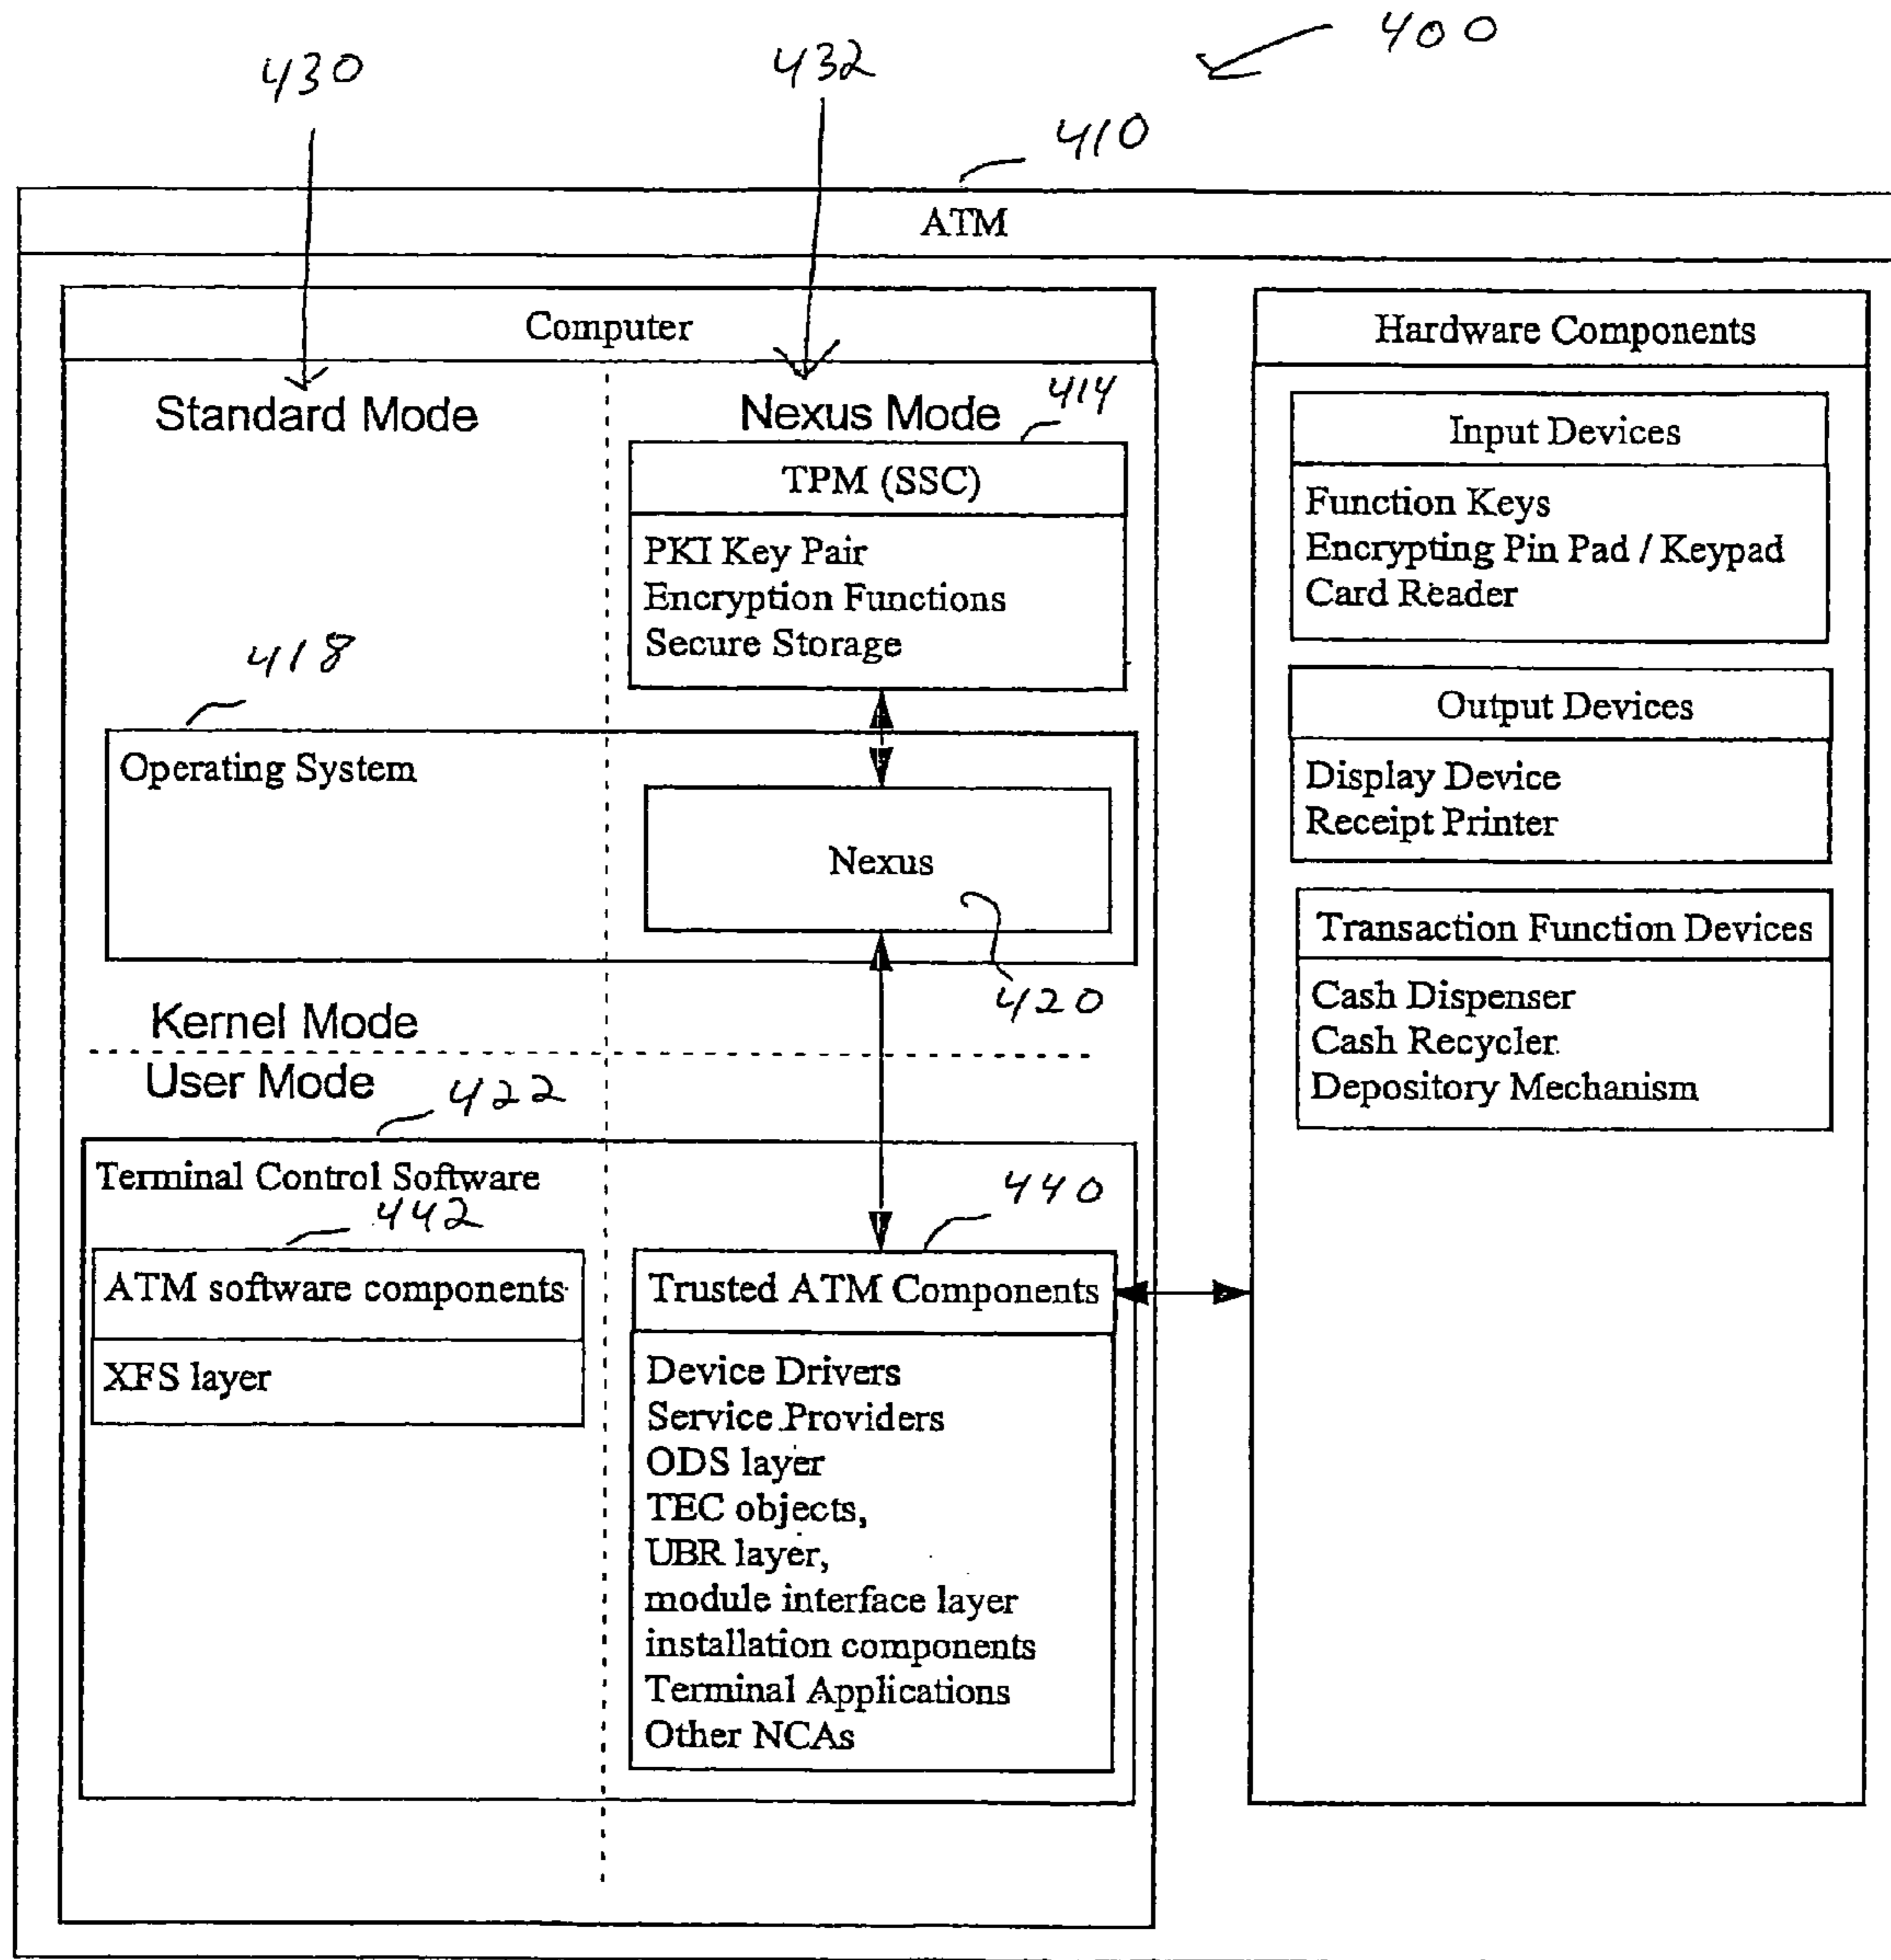 400
430
432
410
ATM
Computer
Standard Mode
Nexus Mode
414
TPM (SSC)
PKI Key Pair
Encryption Functions
Secure Storage
418
Operating System
Nexus
420
Kernel Mode
User Mode
422
Terminal Control Software
442
440
ATM software components
XFS layer
Trusted ATM Components
Device Drivers
Service Providers
ODS layer
TEC objects,
UBR layer,
module interface layer
installation components
Terminal Applications
Other NCAs
Hardware Components
Input Devices
Function Keys
Encrypting Pin Pad / Keypad
Card Reader
Output Devices
Display Device
Receipt Printer
Transaction Function Devices
Cash Dispenser
Cash Recycler
Depository Mechanism